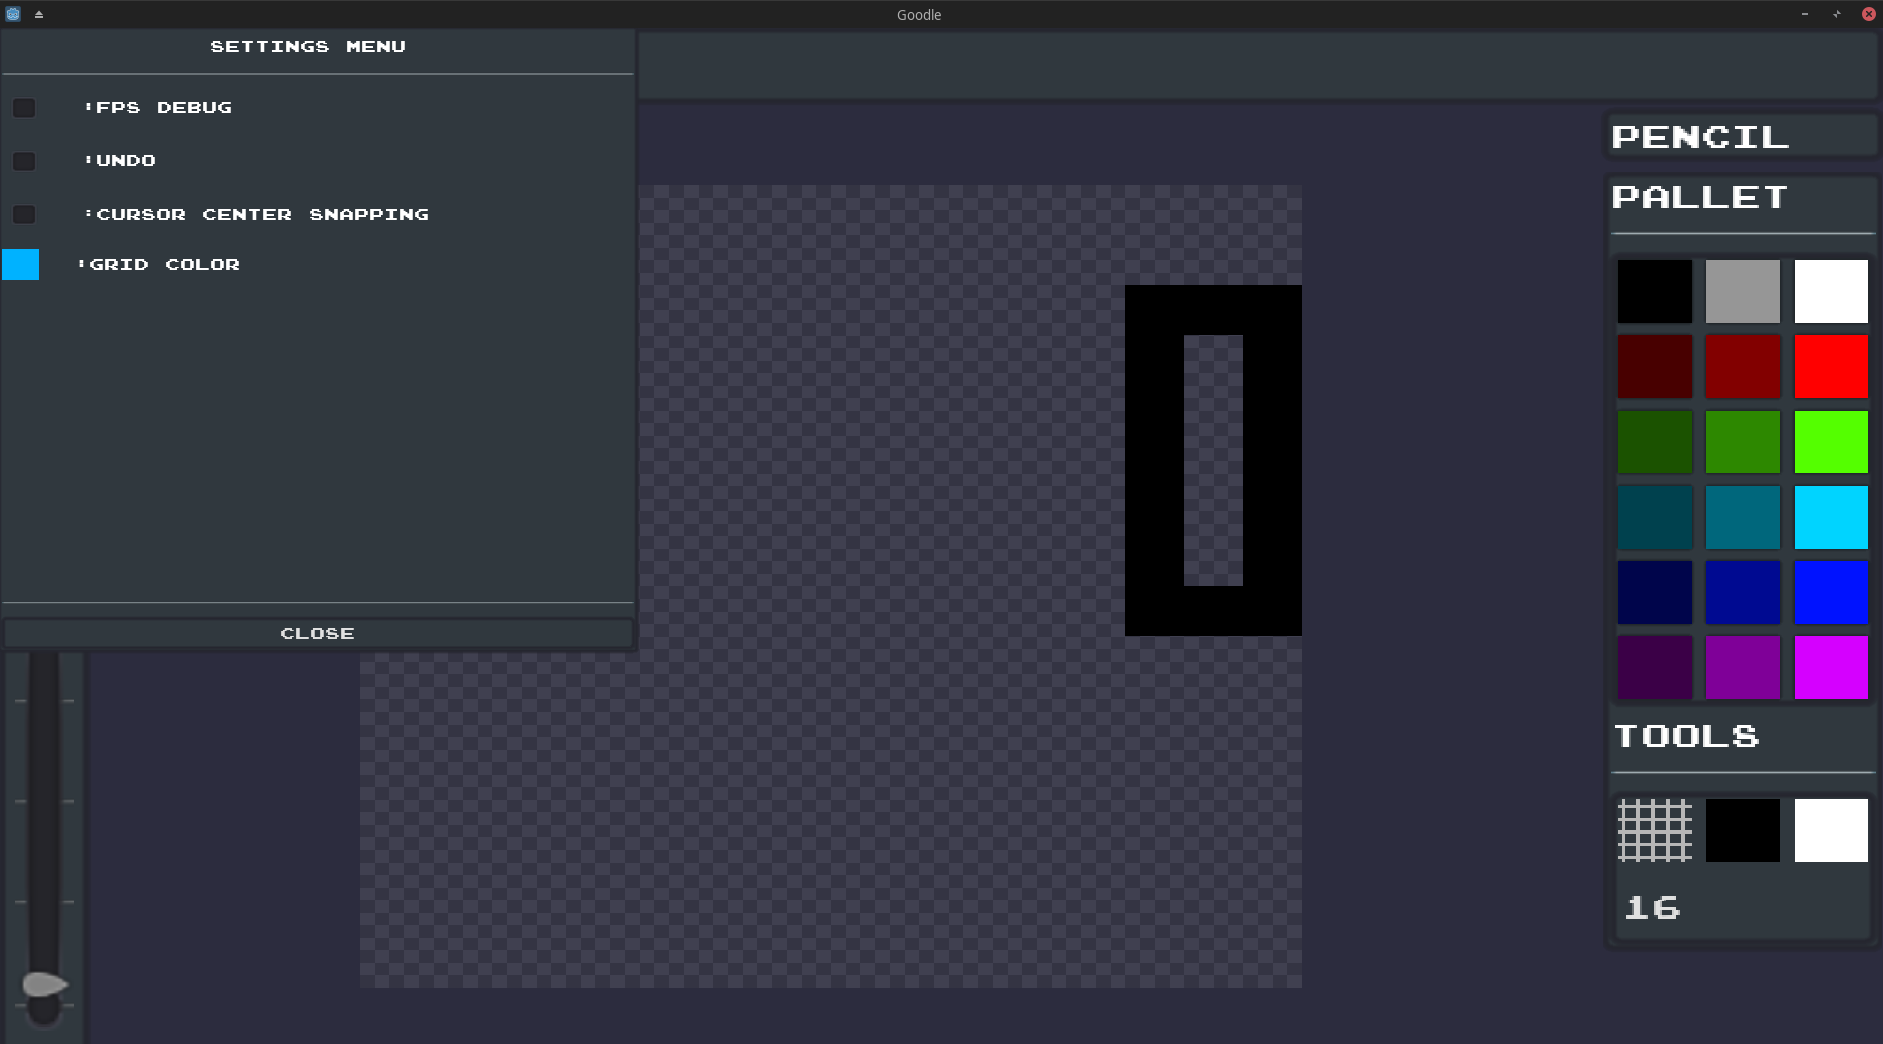 Goodle
SETTINGS MENU
:FPS DEBUG
:UNDO
:CURSOR CENTER SNAPPING
:GRID COLOR
CLOSE
PENCIL
PALLET
TOOLS
16